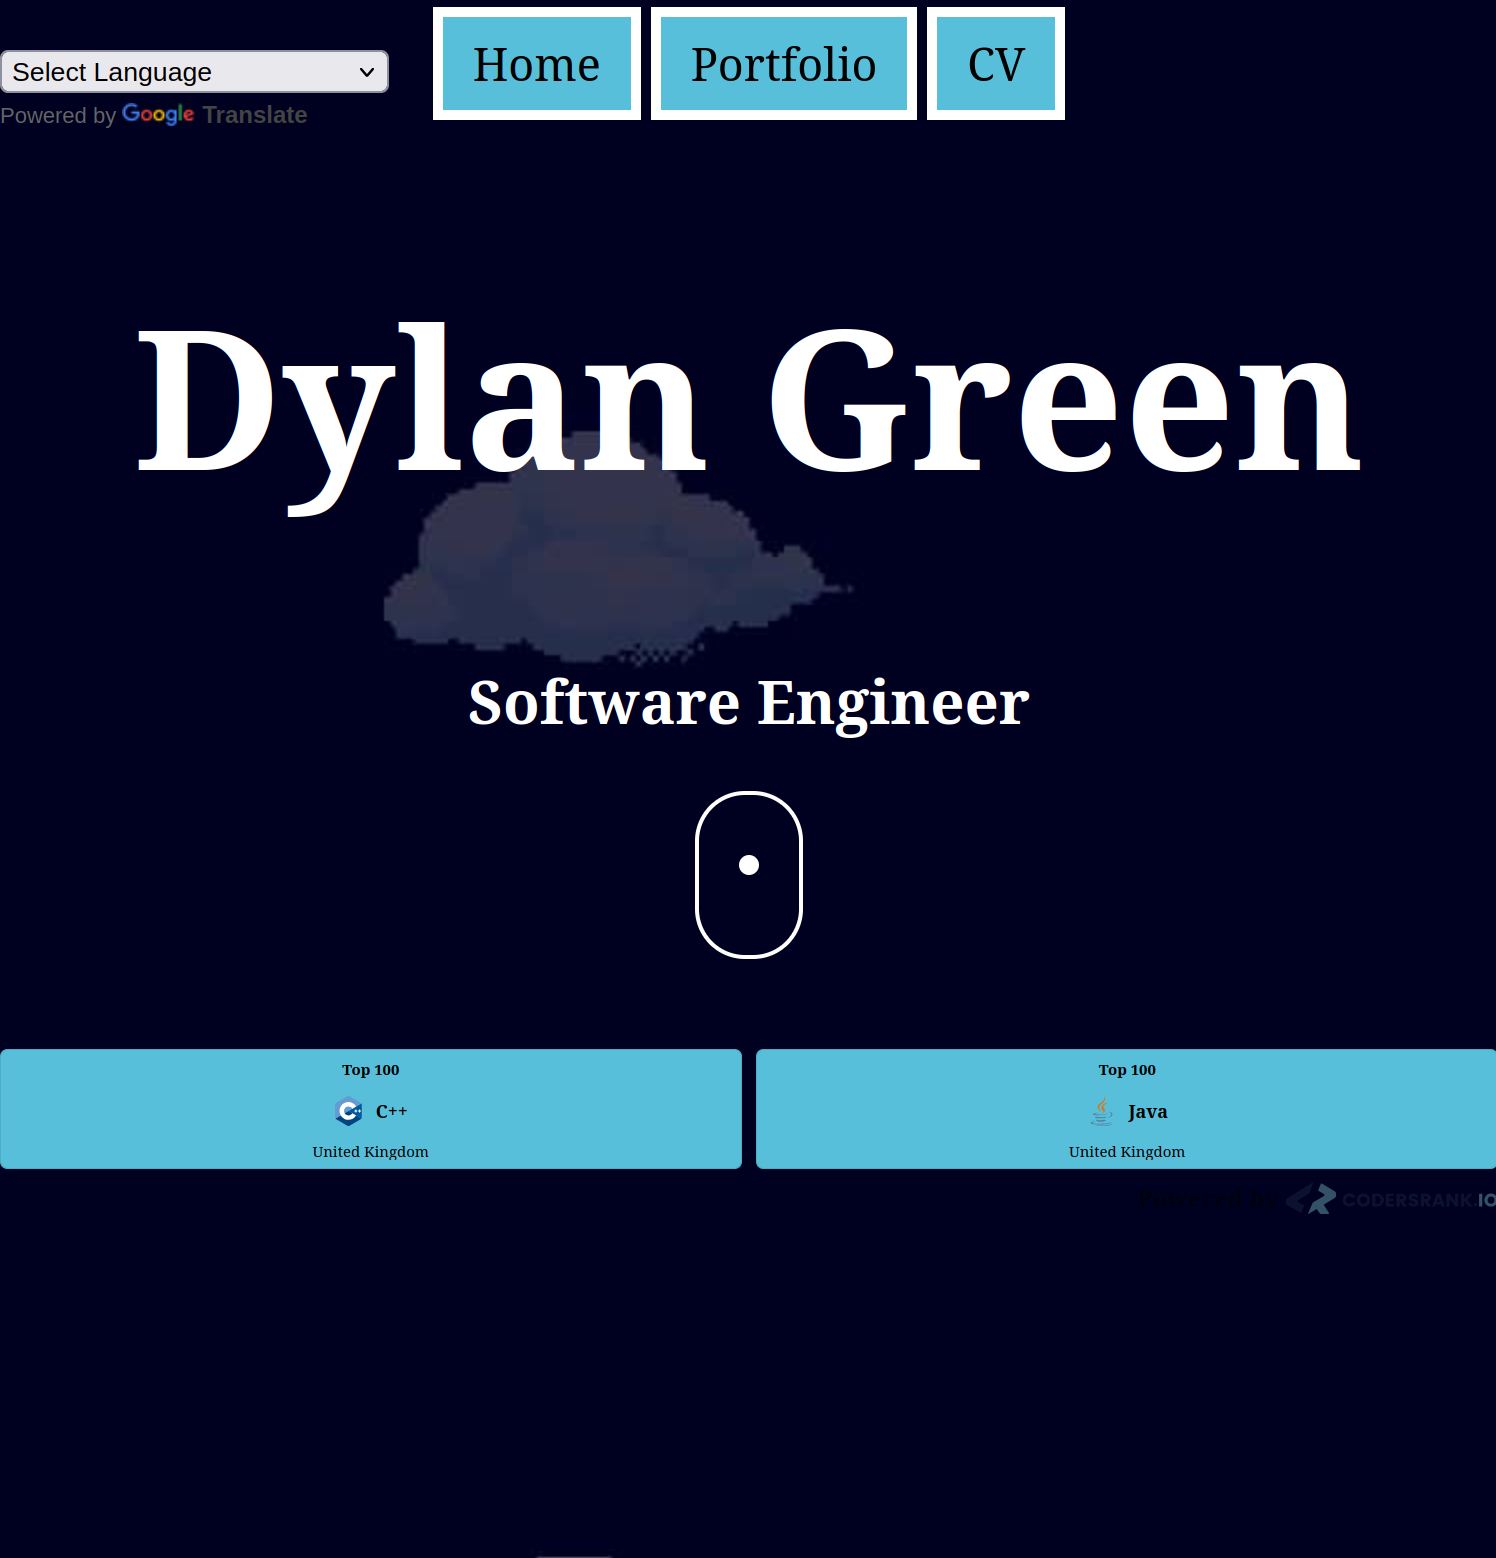 Home
Portfolio
CV
Select Language
Powered by Google Translate
Dylan Green
Software Engineer
Top 100
C++
United Kingdom
Top 100
Java
United Kingdom
Powered by CODERSRANK.IO